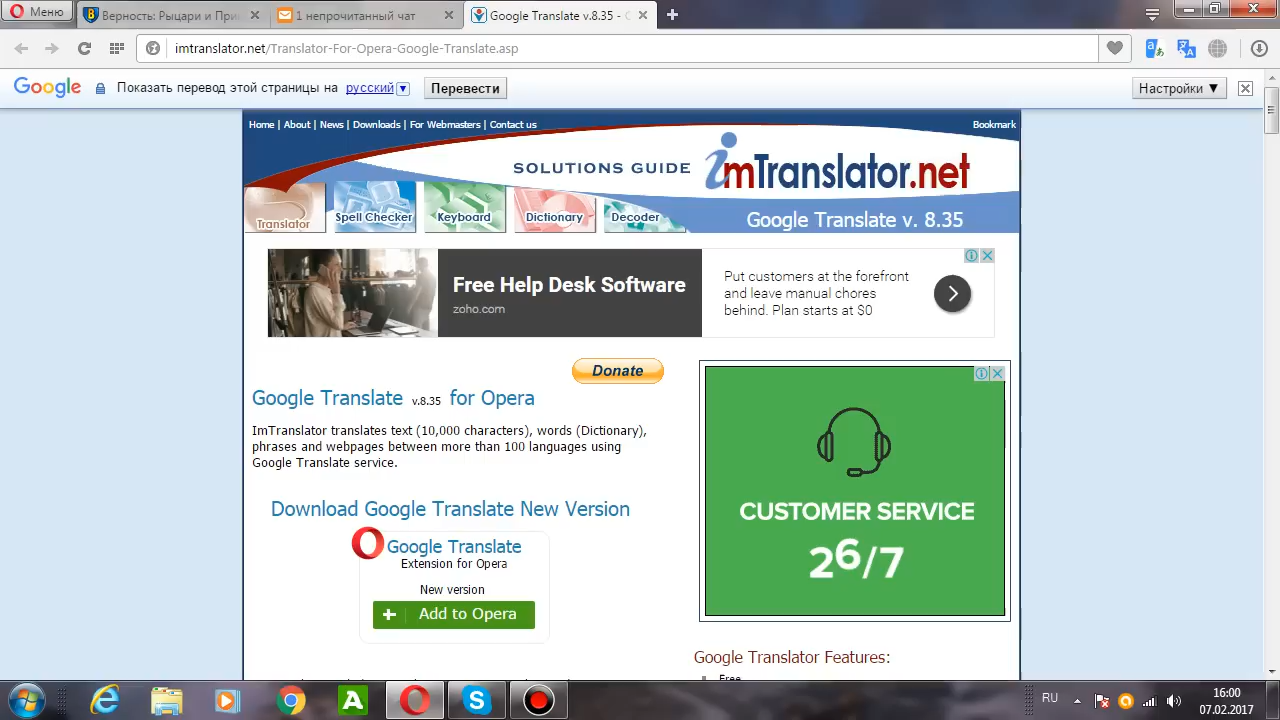 Меню
Верность: Рыцари и При
1 непрочитанный чат
Google Translate v.8.35 -
imtranslator.net/Translator-For-Opera-Google-Translate.asp
Google
Показать перевод этой страницы на русский
Перевести
Настройки ▼
Home | About | News | Downloads | For Webmasters | Contact us
Bookmark
SOLUTIONS GUIDE
imTranslator.net
Translator
Spell Checker
Keyboard
Dictionary
Decoder
Google Translate v. 8.35
Free Help Desk Software
zoho.com
Put customers at the forefront
and leave manual chores
behind. Plan starts at $0
Donate
Google Translate v.8.35 for Opera
ImTranslator translates text (10,000 characters), words (Dictionary),
phrases and webpages between more than 100 languages using
Google Translate service.
Download Google Translate New Version
Google Translate
Extension for Opera
New version
+ Add to Opera
CUSTOMER SERVICE
26/7
Google Translator Features:
Free
RU
16:00
07.02.2017